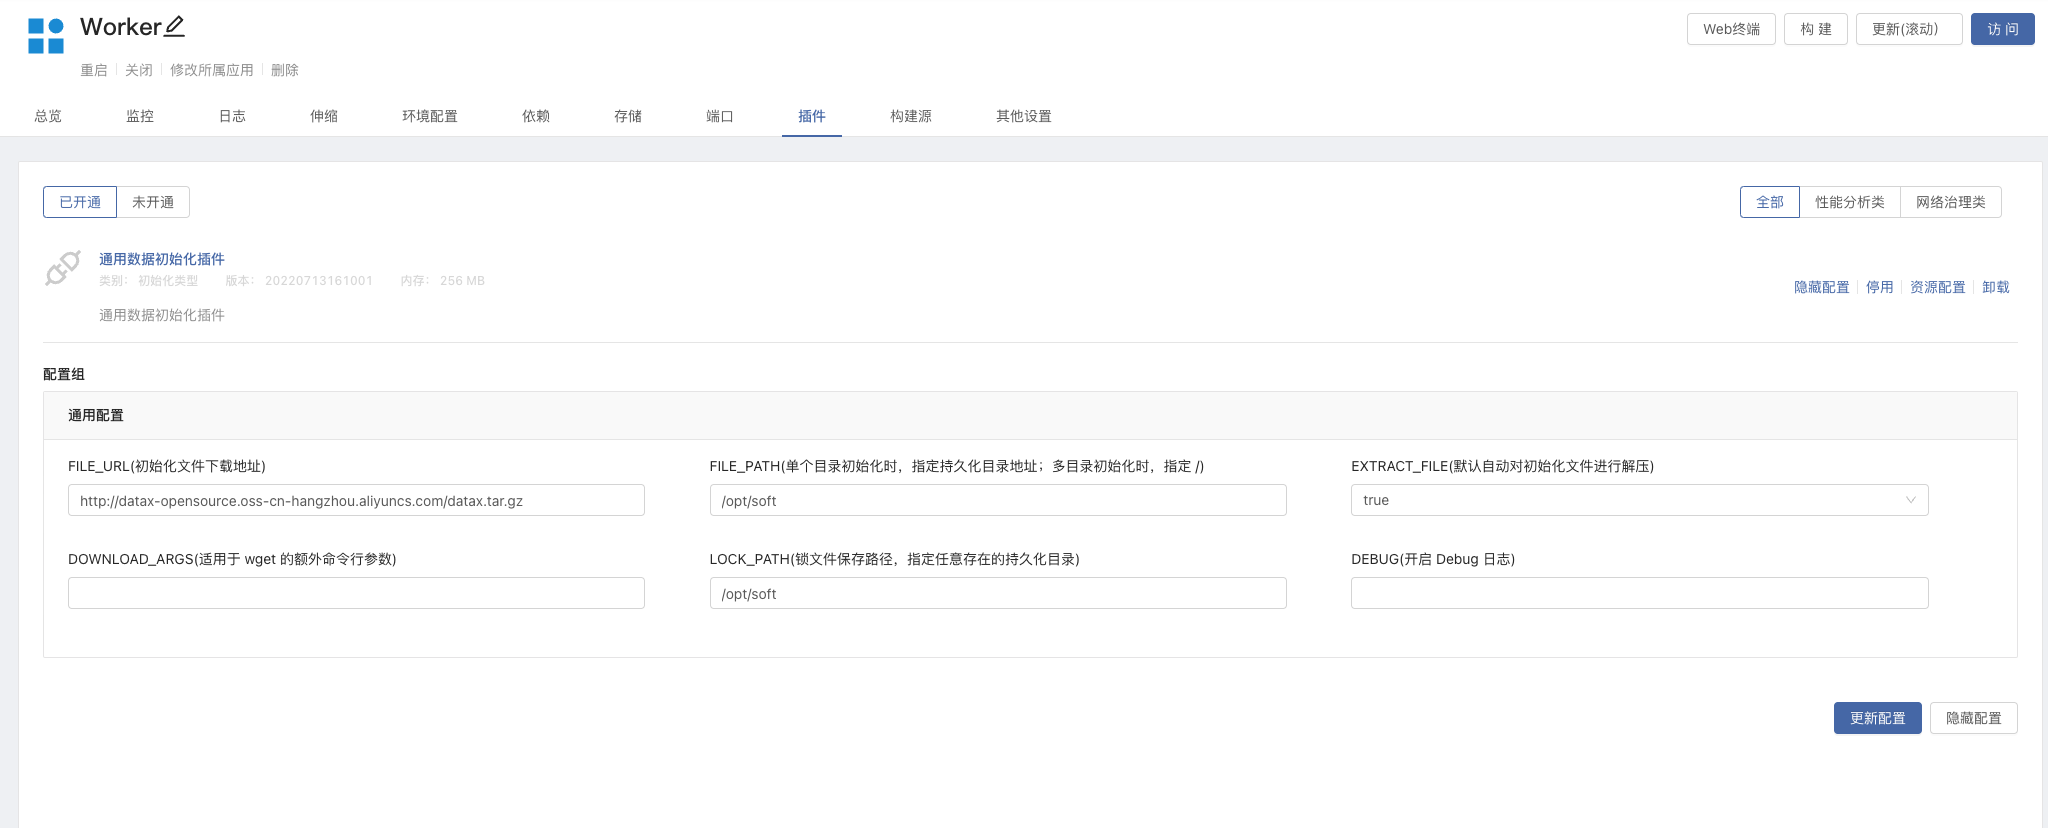 Worker
Web终端 构 建 更新(滚动) 访 问
重启 关闭 修改所属应用 删除
总览 监控 日志 伸缩 环境配置 依赖 存储 端口 插件 构建源 其他设置
已开通 未开通 全部 性能分析类 网络治理类
通用数据初始化插件
类别： 初始化类型 版本： 20220713161001 内存： 256 MB
隐藏配置 停用 资源配置 卸载
通用数据初始化插件
配置组
通用配置
FILE_URL(初始化文件下载地址) FILE_PATH(单个目录初始化时，指定持久化目录地址；多目录初始化时，指定 /) EXTRACT_FILE(默认自动对初始化文件进行解压)
http://datax-opensource.oss-cn-hangzhou.aliyuncs.com/datax.tar.gz /opt/soft true
DOWNLOAD_ARGS(适用于 wget 的额外命令行参数) LOCK_PATH(锁文件保存路径，指定任意存在的持久化目录) DEBUG(开启 Debug 日志)
/opt/soft
更新配置 隐藏配置